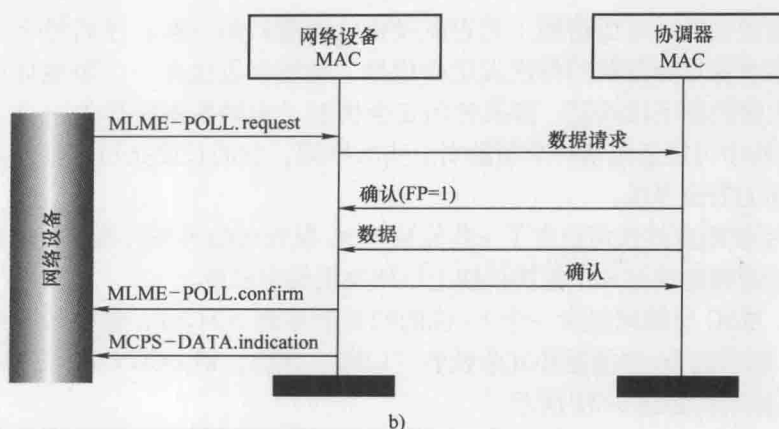 网络设备
MAC
协调器
MAC
MLME-POLL.request
数据请求
确认(FP=1)
数据
确认
MLME-POLL.confirm
MCPS-DATA.indication
网络设备
b)